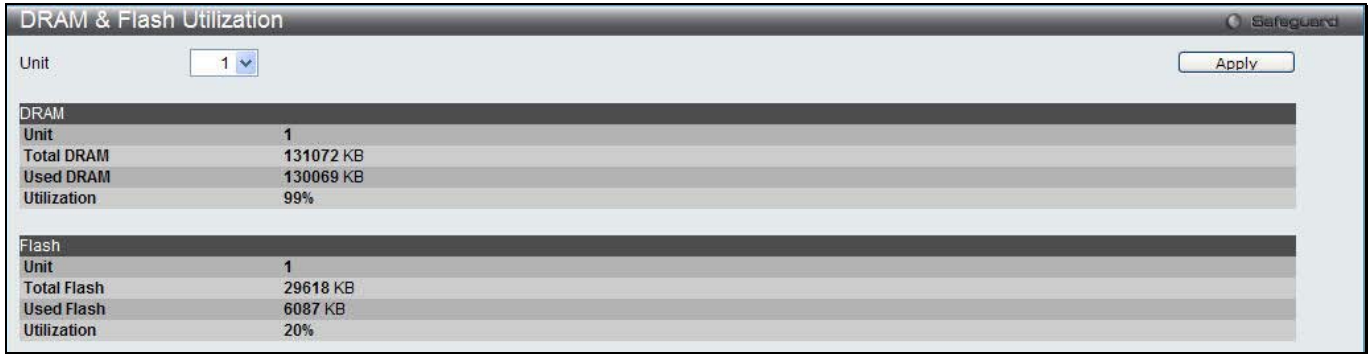 DRAM & Flash Utilization Safeguard
Unit 1 Apply
DRAM
Unit 1
Total DRAM 131072 KB
Used DRAM 130069 KB
Utilization 99%
Flash
Unit 1
Total Flash 29618 KB
Used Flash 6087 KB
Utilization 20%